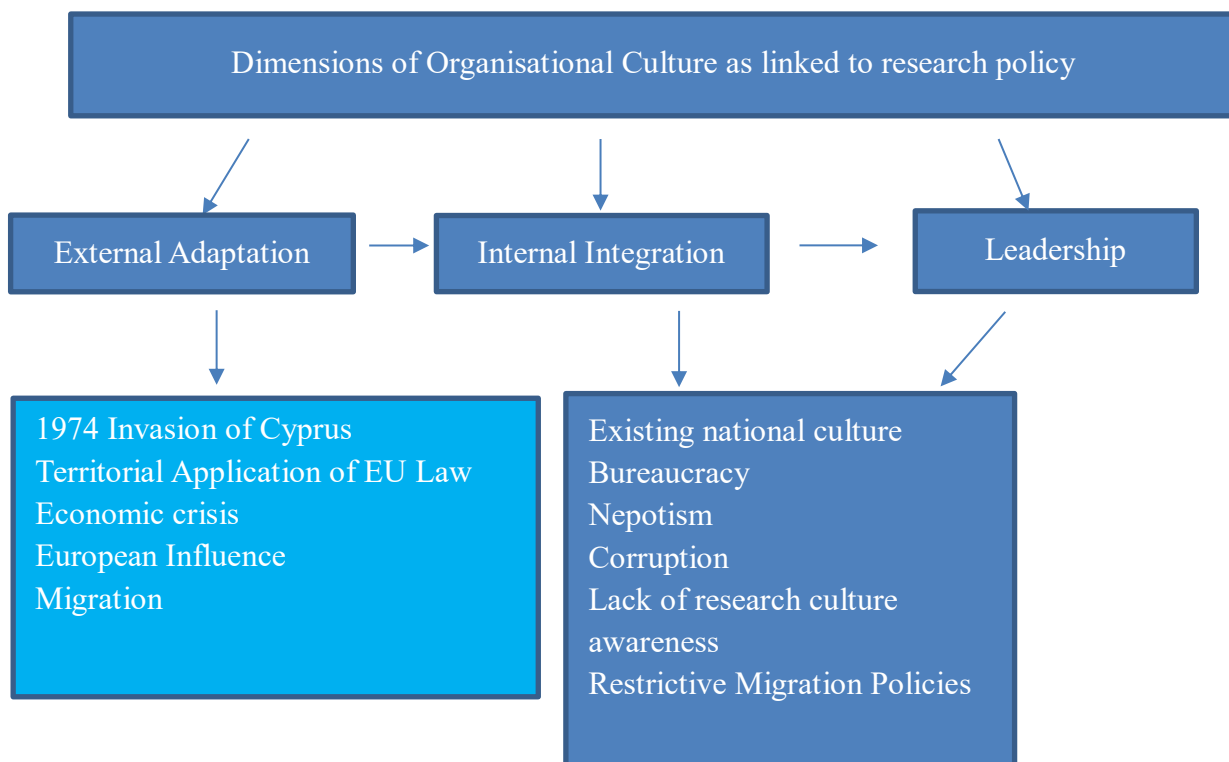 Dimensions of Organisational Culture as linked to research policy
External Adaptation
Internal Integration
Leadership
1974 Invasion of Cyprus
Territorial Application of EU Law
Economic crisis
European Influence
Migration
Existing national culture
Bureaucracy
Nepotism
Corruption
Lack of research culture
awareness
Restrictive Migration Policies